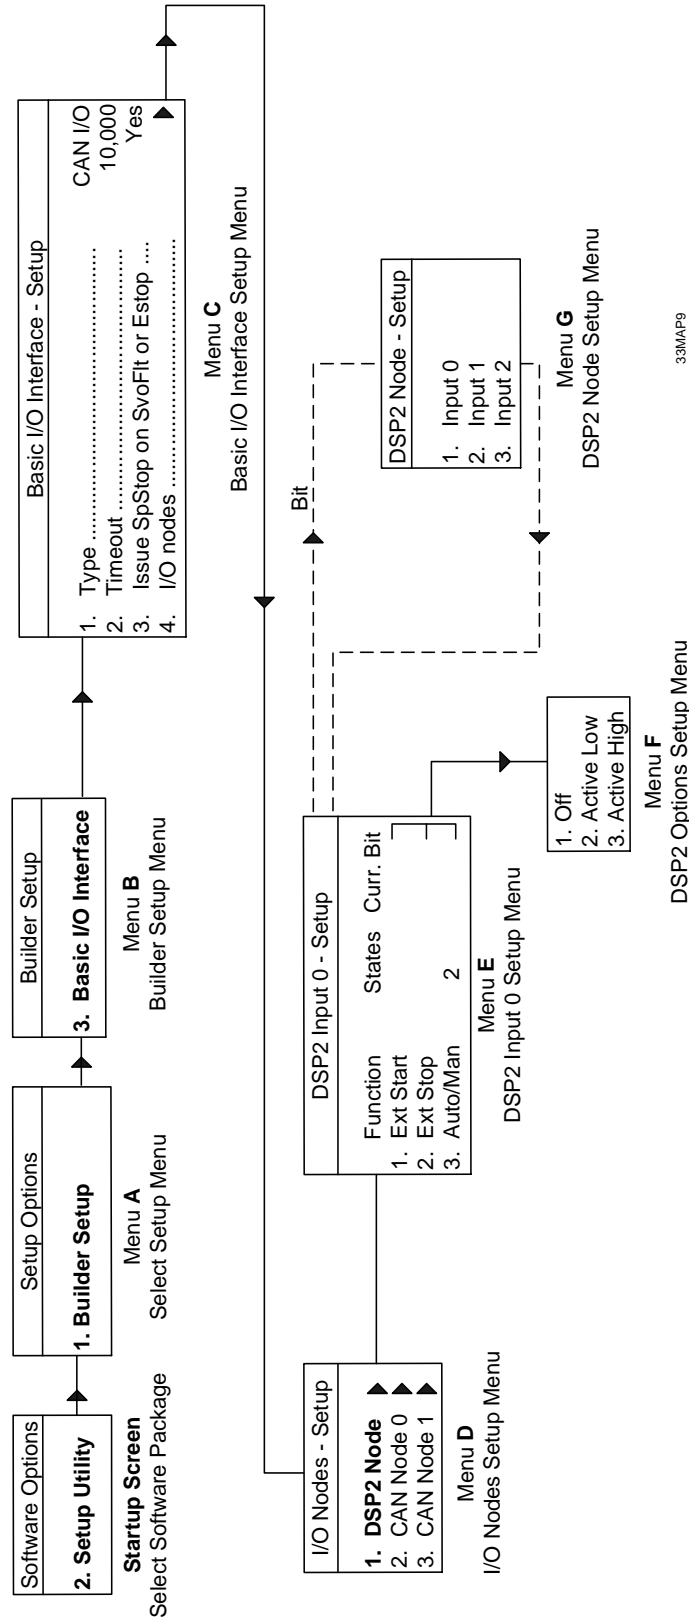 Software Options
2. Setup Utility
Startup Screen
Select Software Package
Setup Options
1. Builder Setup
Menu A
Select Setup Menu
Builder Setup
3. Basic I/O Interface
Menu B
Builder Setup Menu
Basic I/O Interface - Setup
1. Type ................................ CAN I/O
2. Timeout ............................ 10,000
3. Issue SpStop on SvoFlt or Estop .... Yes
4. I/O nodes ................................
Menu C
Basic I/O Interface Setup Menu
I/O Nodes - Setup
1. DSP2 Node
2. CAN Node 0
3. CAN Node 1
Menu D
I/O Nodes Setup Menu
DSP2 Input 0 - Setup
Function States Curr. Bit
1. Ext Start
2. Ext Stop
3. Auto/Man 2
Menu E
DSP2 Input 0 Setup Menu
1. Off
2. Active Low
3. Active High
Menu F
DSP2 Options Setup Menu
Bit
DSP2 Node - Setup
1. Input 0
2. Input 1
3. Input 2
Menu G
DSP2 Node Setup Menu
33MAP9